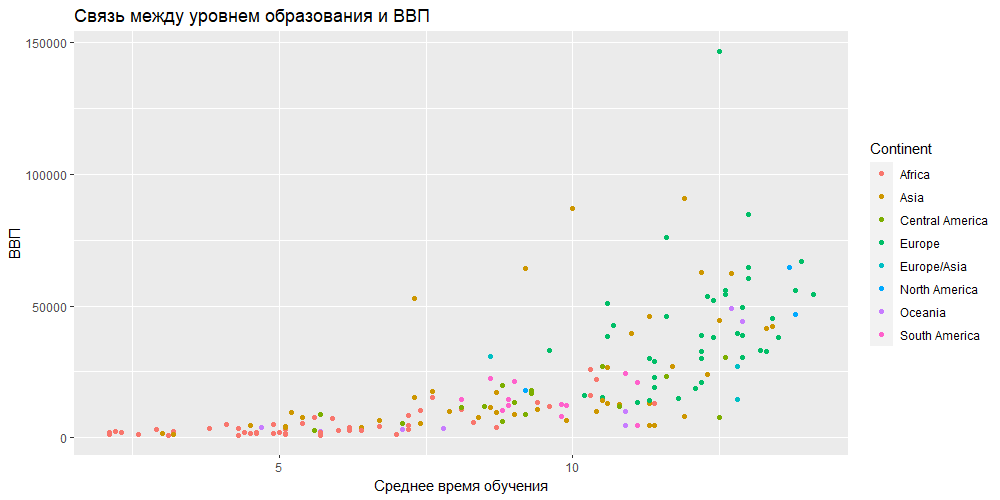 Связь между уровнем образования и ВВП
150000
100000
50000
0
ВВП
5
10
Среднее время обучения
Continent
Africa
Asia
Central America
Europe
Europe/Asia
North America
Oceania
South America